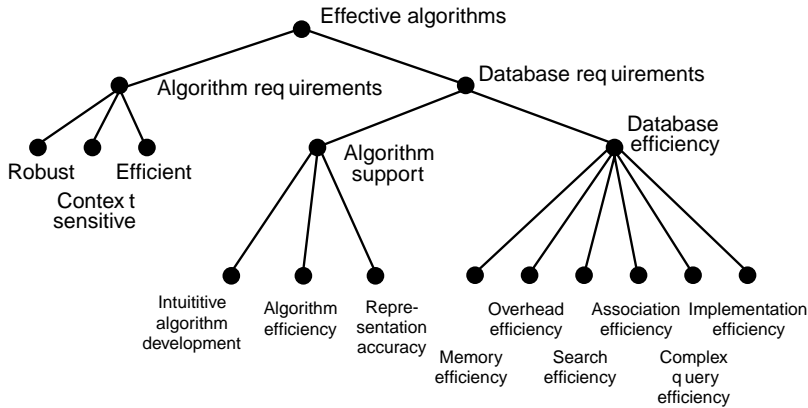 Effective algorithms
Algorithm req uirements
Database req uirements
Robust
Contex t
sensitive
Efficient
Algorithm
support
Database
efficiency
Intuititive
algorithm
development
Algorithm
efficiency
Repre-
sentation
accuracy
Memory
efficiency
Overhead
efficiency
Search
efficiency
Association
efficiency
Complex
q uery
efficiency
Implementation
efficiency